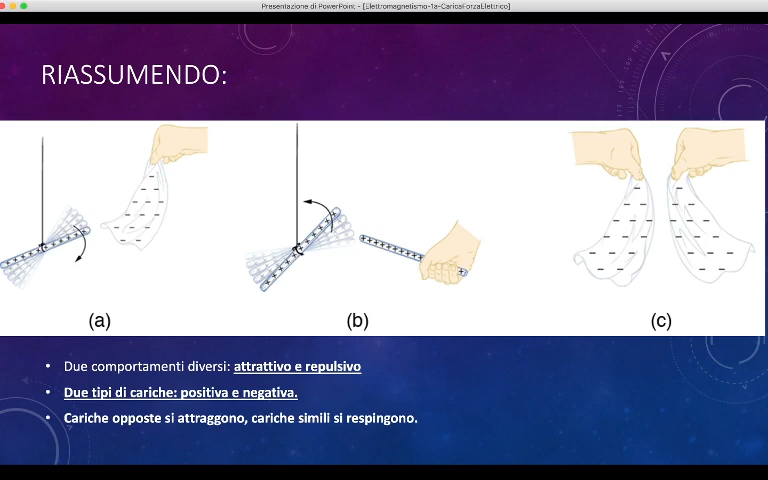 Presentazione di PowerPoint - [Elettromagnetismo-1a-CaricaForzaElettrico]
RIASSUMENDO:
(a)
(b)
(c)
• Due comportamenti diversi: attrattivo e repulsivo
• Due tipi di cariche: positiva e negativa.
• Cariche opposte si attraggono, cariche simili si respingono.